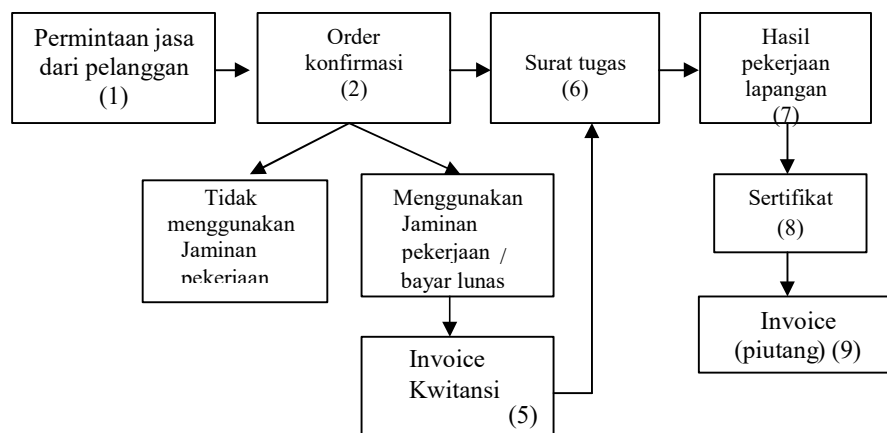 Permintaan jasa
dari pelanggan
(1)
Order
konfirmasi
(2)
Surat tugas
(6)
Hasil
pekerjaan
lapangan
(7)
Tidak
menggunakan
Jaminan
pekerjaan
Menggunakan
Jaminan
pekerjaan /
bayar lunas
Sertifikat
(8)
Invoice
Kwitansi
(5)
Invoice
(piutang) (9)